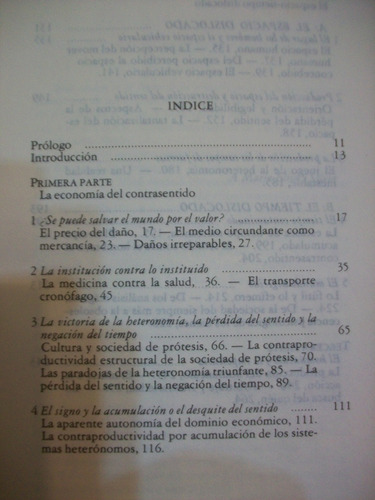 INDICE
Prólogo 11
Introducción 13
PRIMERA PARTE
La economía del contrasentido
1 ¿Se puede salvar el mundo por el valor? 17
El precio del daño, 17. — El medio circundante como
mercancía, 23. — Daños irreparables, 27.
2 La institución contra lo instituido 35
La medicina contra la salud, 36. — El transporte
cronófago, 45
3 La victoria de la heteronomía, la pérdida del sentido y la
negación del tiempo 65
Cultura y sociedad de prótesis, 66. — La contrapro-
ductividad estructural de la sociedad de prótesis, 70.
Las paradojas de la heteronomía triunfante, 85. — La
pérdida del sentido y la negación del tiempo, 89.
4 El signo y la acumulación o el desquite del sentido 111
La aparente autonomía del dominio económico, 111.
La contraproductividad por acumulación de los siste-
mas heterónomos, 116.